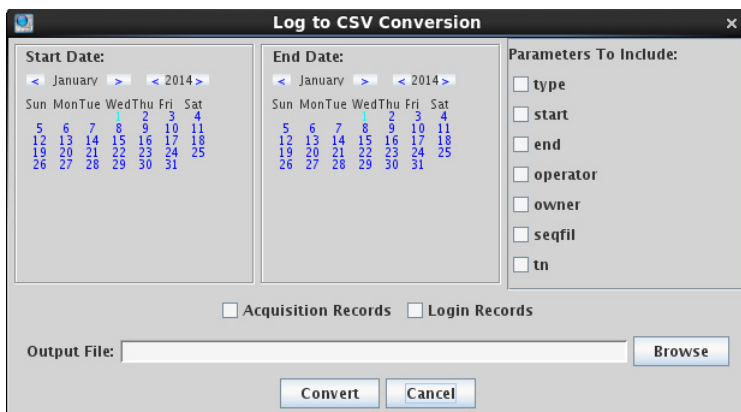 Log to CSV Conversion
×
Start Date:
< January > < 2014 >
Sun Mon Tue Wed Thu Fri Sat
1 2 3 4
5 6 7 8 9 10 11
12 13 14 15 16 17 18
19 20 21 22 23 24 25
26 27 28 29 30 31
End Date:
< January > < 2014 >
Sun Mon Tue Wed Thu Fri Sat
1 2 3 4
5 6 7 8 9 10 11
12 13 14 15 16 17 18
19 20 21 22 23 24 25
26 27 28 29 30 31
Parameters To Include:
type
start
end
operator
owner
seqfil
tn
Acquisition Records Login Records
Output File: Browse
Convert Cancel